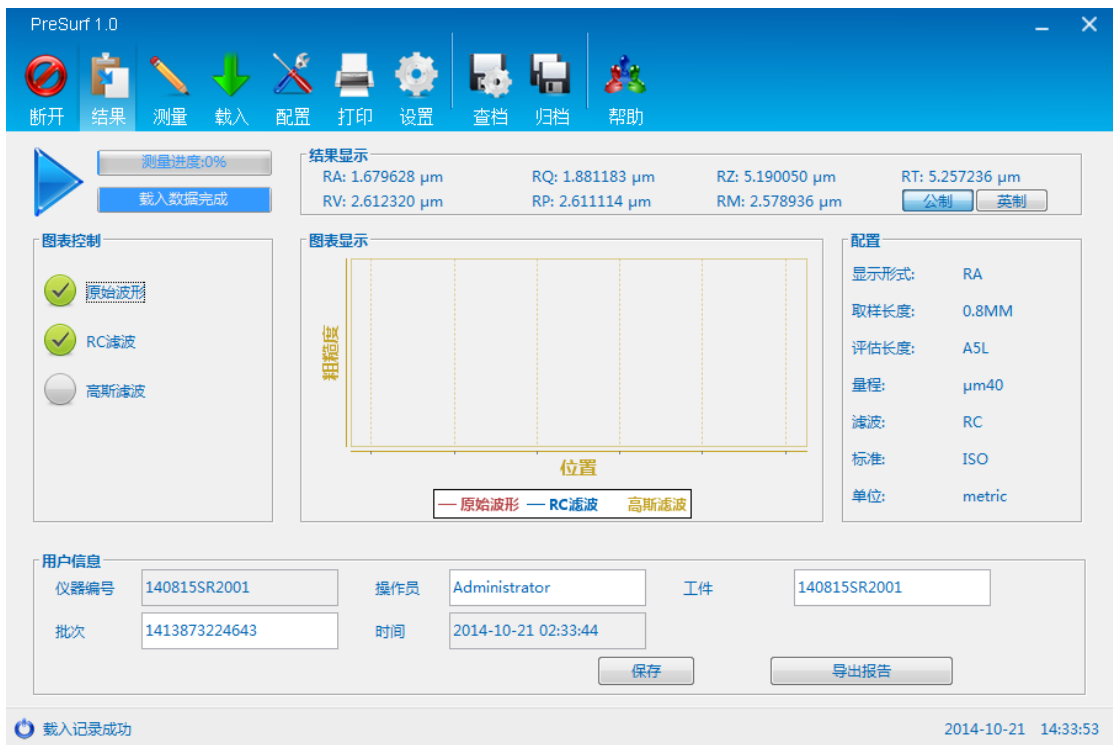 PreSurf 1.0
断开 结果 测量 载入 配置 打印 设置 查档 归档 帮助
测量进度:0%
载入数据完成
结果显示
RA: 1.679628 μm RQ: 1.881183 μm RZ: 5.190050 μm RT: 5.257236 μm
RV: 2.612320 μm RP: 2.611114 μm RM: 2.578936 μm 公制 英制
图表控制
原始波形
RC滤波
高斯滤波
图表显示
粗糙度
位置
原始波形 RC滤波 高斯滤波
配置
显示形式: RA
取样长度: 0.8MM
评估长度: A5L
量程: μm40
滤波: RC
标准: ISO
单位: metric
用户信息
仪器编号 140815SR2001 操作员 Administrator 工件 140815SR2001
批次 1413873224643 时间 2014-10-21 02:33:44
保存 导出报告
载入记录成功 2014-10-21 14:33:53